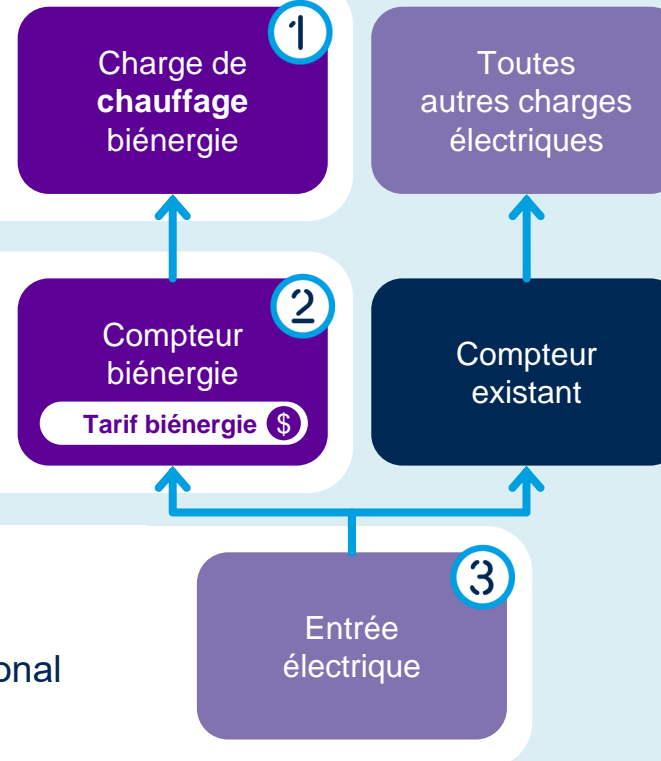 1
Charge de
chauffage
biénergie
Toutes
autres charges
électriques
2
Compteur
biénergie
Tarif biénergie $
Compteur
existant
3
Entrée
électrique
onal